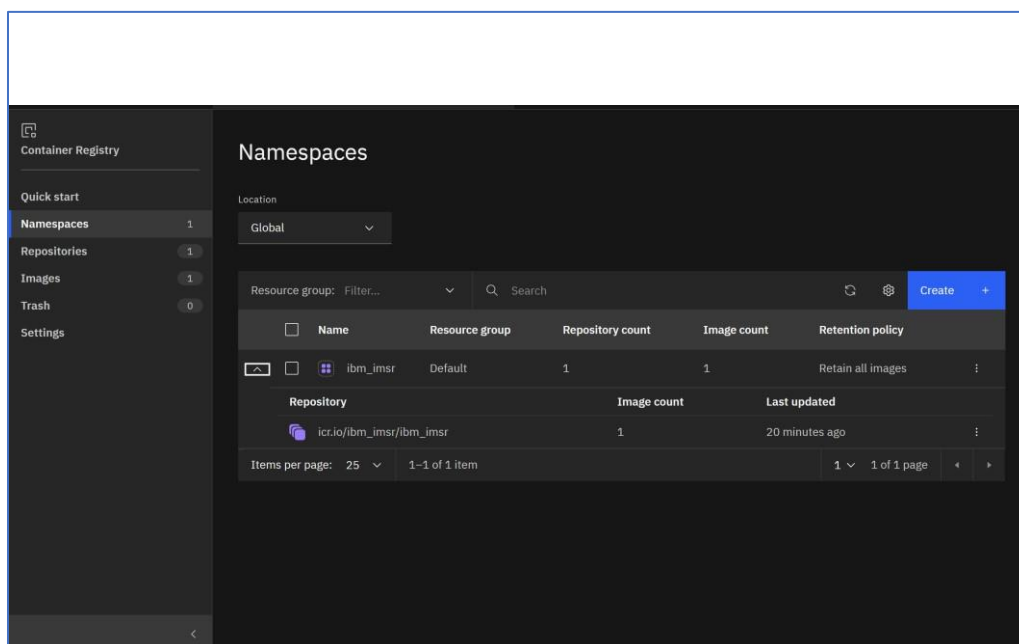 Container Registry
Quick start
Namespaces 1
Repositories 1
Images 1
Trash 0
Settings
Namespaces
Location
Global
Resource group: Filter... Search Create +
Name Resource group Repository count Image count Retention policy
ibm_imsr Default 1 1 Retain all images
Repository Image count Last updated
icr.io/ibm_imsr/ibm_imsr 1 20 minutes ago
Items per page: 25 1–1 of 1 item 1 1 of 1 page